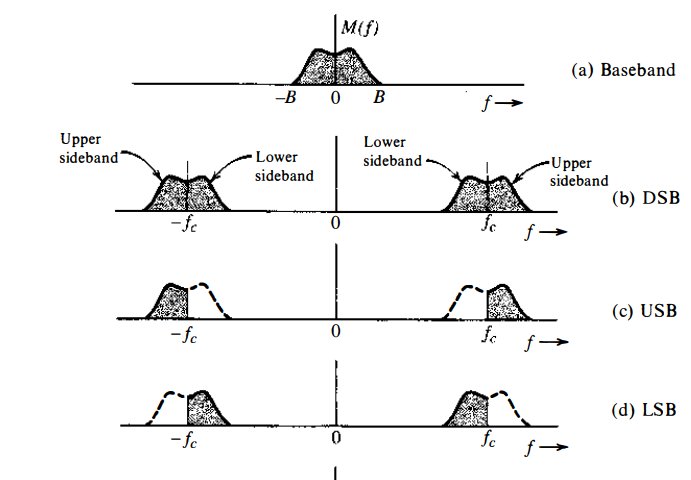 M(f)
(a) Baseband
−B 0 B f→
Upper sideband
Lower sideband
Lower sideband
Upper sideband
(b) DSB
−fc 0 fc f→
(c) USB
−fc 0 fc f→
(d) LSB
−fc 0 fc f→